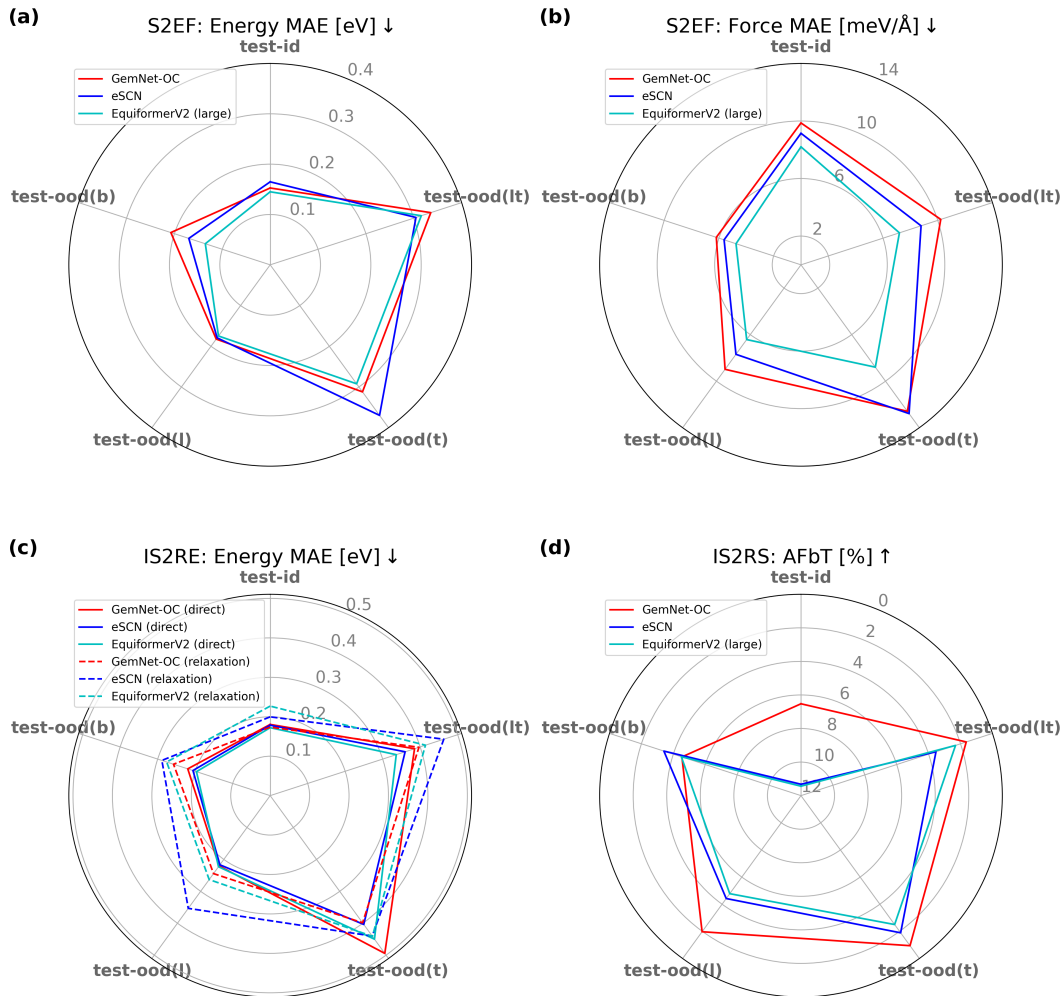 (a)
S2EF: Energy MAE [eV] ↓
test-id
0.4
0.3
0.2
0.1
GemNet-OC
eSCN
EquiformerV2 (large)
test-ood(b)
test-ood(lt)
test-ood(l)
test-ood(t)
(b)
S2EF: Force MAE [meV/Å] ↓
test-id
14
10
6
2
GemNet-OC
eSCN
EquiformerV2 (large)
test-ood(b)
test-ood(lt)
test-ood(l)
test-ood(t)
(c)
IS2RE: Energy MAE [eV] ↓
test-id
0.5
0.4
0.3
0.2
0.1
GemNet-OC (direct)
eSCN (direct)
EquiformerV2 (direct)
GemNet-OC (relaxation)
eSCN (relaxation)
EquiformerV2 (relaxation)
test-ood(b)
test-ood(lt)
test-ood(l)
test-ood(t)
(d)
IS2RS: AFbT [%] ↑
test-id
0
2
4
6
8
10
12
GemNet-OC
eSCN
EquiformerV2 (large)
test-ood(b)
test-ood(lt)
test-ood(l)
test-ood(t)